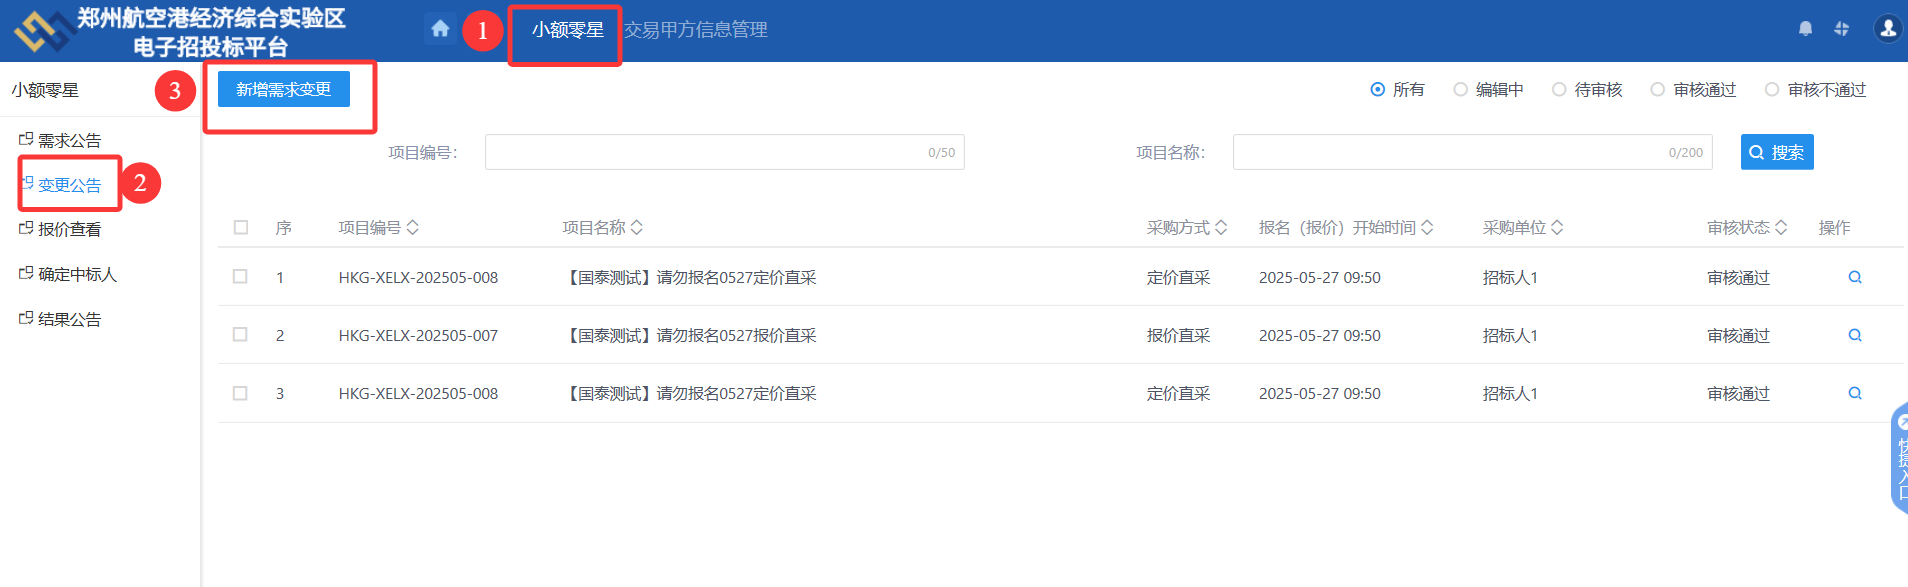 郑州航空港经济综合实验区
电子招投标平台
1
小额零星
交易甲方信息管理
小额零星
3
新增需求变更
所有
编辑中
待审核
审核通过
审核不通过
需求公告
变更公告
2
报价查看
确定中标人
结果公告
项目编号：
0/50
项目名称：
0/200
搜索
序 项目编号 项目名称 采购方式 报名（报价）开始时间 采购单位 审核状态 操作
1 HKG-XELX-202505-008 【国泰测试】请勿报名0527定价直采 定价直采 2025-05-27 09:50 招标人1 审核通过
2 HKG-XELX-202505-007 【国泰测试】请勿报名0527报价直采 报价直采 2025-05-27 09:50 招标人1 审核通过
3 HKG-XELX-202505-008 【国泰测试】请勿报名0527定价直采 定价直采 2025-05-27 09:50 招标人1 审核通过
快捷入口